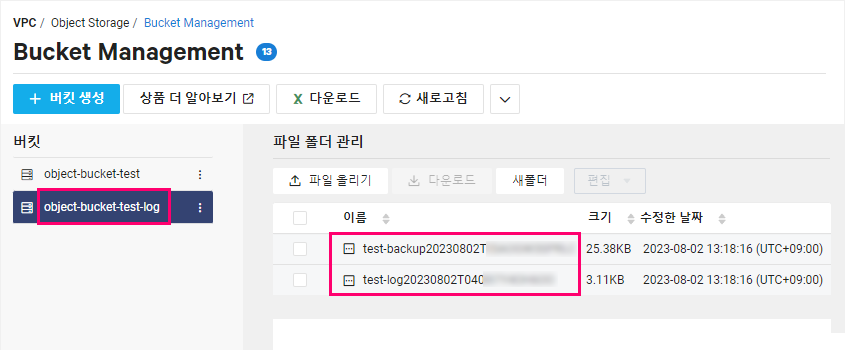 VPC / Object Storage / Bucket Management
Bucket Management 13
+ 버킷 생성 상품 더 알아보기 다운로드 새로고침
버킷
object-bucket-test
object-bucket-test-log
파일 폴더 관리
파일 올리기 다운로드 새폴더 편집
이름 크기 수정한 날짜
test-backup20230802T 25.38KB 2023-08-02 13:18:16 (UTC+09:00)
test-log20230802T040 3.11KB 2023-08-02 13:18:16 (UTC+09:00)